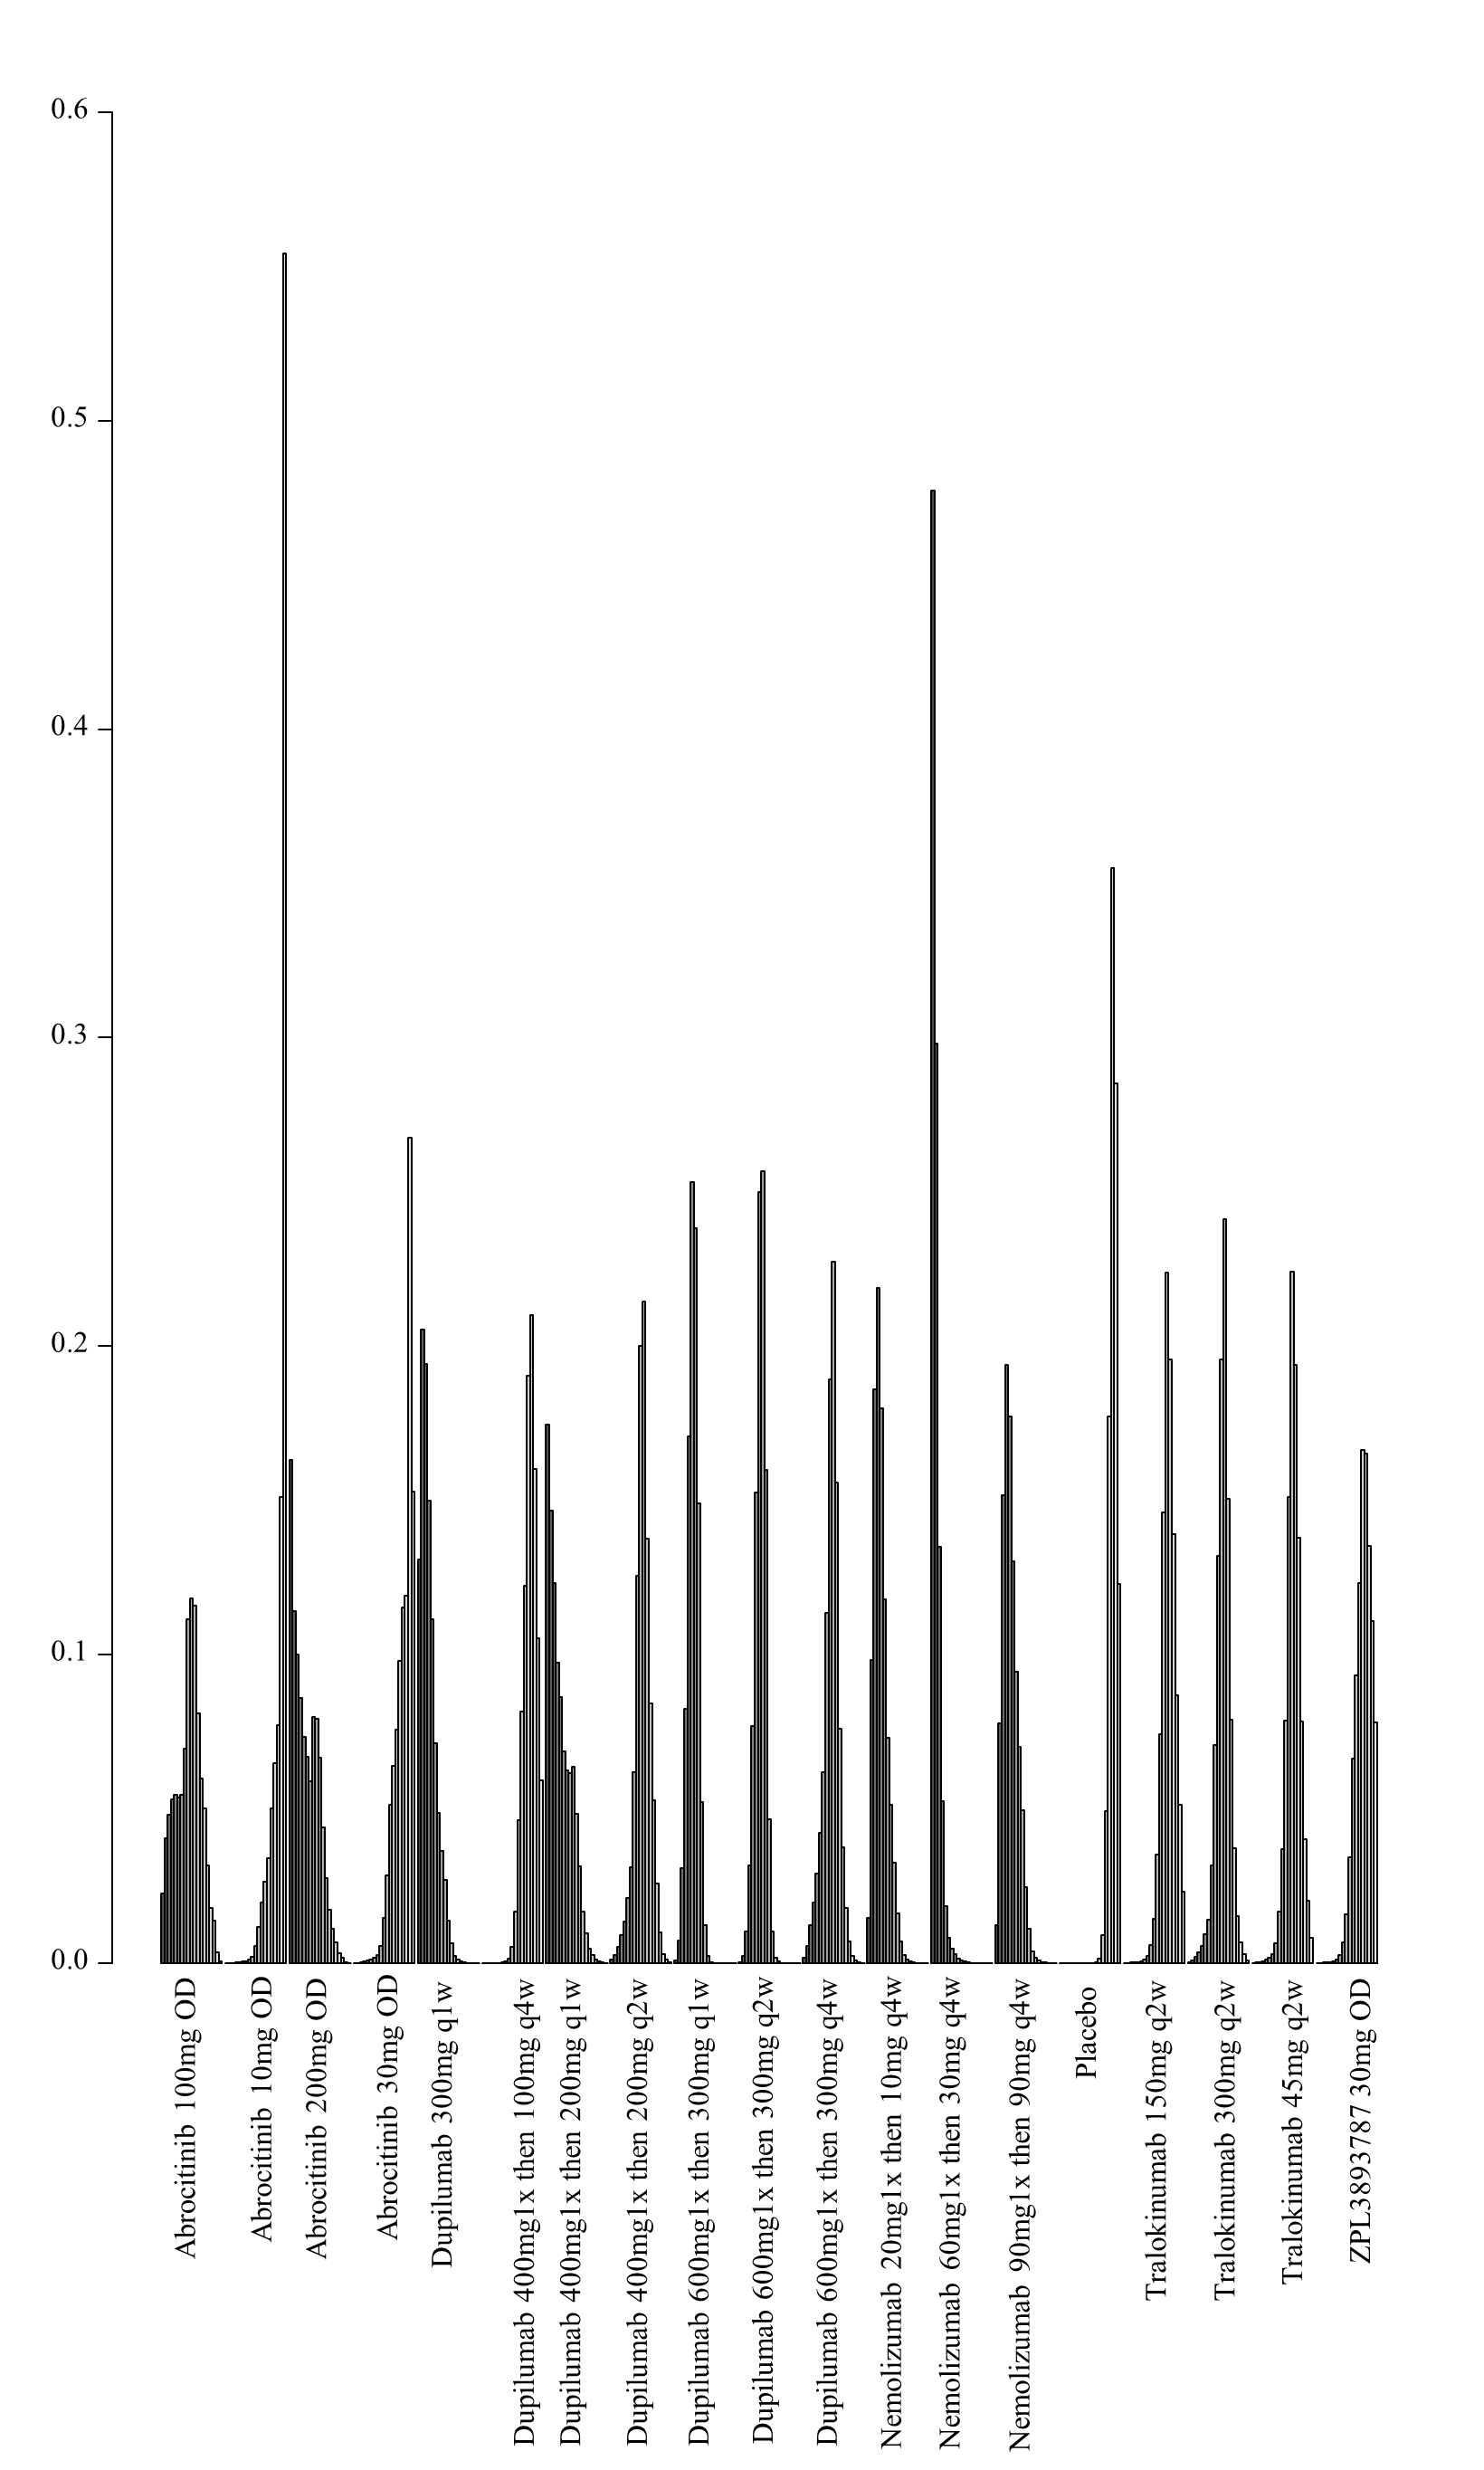 0.6
0.5
0.4
0.3
0.2
0.1
0.0
Abrocitinib 100mg OD
Abrocitinib 10mg OD
Abrocitinib 200mg OD
Abrocitinib 30mg OD
Dupilumab 300mg q1w
Dupilumab 400mg1x then 100mg q4w
Dupilumab 400mg1x then 200mg q1w
Dupilumab 400mg1x then 200mg q2w
Dupilumab 600mg1x then 300mg q1w
Dupilumab 600mg1x then 300mg q2w
Dupilumab 600mg1x then 300mg q4w
Nemolizumab 20mg1x then 10mg q4w
Nemolizumab 60mg1x then 30mg q4w
Nemolizumab 90mg1x then 90mg q4w
Placebo
Tralokinumab 150mg q2w
Tralokinumab 300mg q2w
Tralokinumab 45mg q2w
ZPL3893787 30mg OD